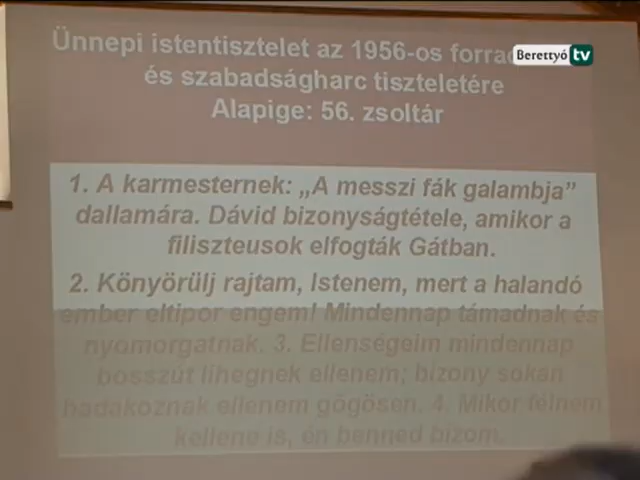 Ünnepi istentisztelet az 1956-os
Berettyó tv
és szabadságharc tiszteletére
Alapige: 56. zsoltár
1. A karmesternek: „A messzi fák galambja”
dallamára. Dávid bizonyságtétele, amikor a
filiszteusok elfogták Gátban.
2. Könyörülj rajtam, Istenem, mert a halandó
ember eltipor engem! Mindennap támadnak és
nyomorgatnak. 3. Ellenségeim mindennap
bosszút lihegnek ellenem; bizony sokan
hadakoznak ellenem gőgösen. 4. Mikor félnem
kellene is, én benned bízom.